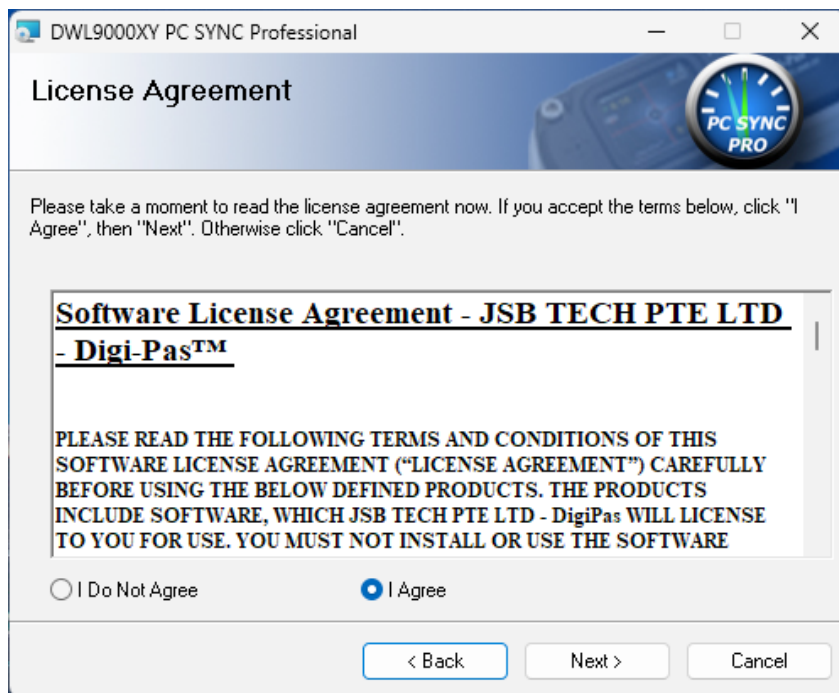 DWL9000XY PC SYNC Professional
License Agreement
PC SYNC
PRO
Please take a moment to read the license agreement now. If you accept the terms below, click "I
Agree", then "Next". Otherwise click "Cancel".
Software License Agreement - JSB TECH PTE LTD
- Digi-Pas™
PLEASE READ THE FOLLOWING TERMS AND CONDITIONS OF THIS
SOFTWARE LICENSE AGREEMENT (“LICENSE AGREEMENT”) CAREFULLY
BEFORE USING THE BELOW DEFINED PRODUCTS. THE PRODUCTS
INCLUDE SOFTWARE, WHICH JSB TECH PTE LTD - DigiPas WILL LICENSE
TO YOU FOR USE. YOU MUST NOT INSTALL OR USE THE SOFTWARE
I Do Not Agree I Agree
< Back Next > Cancel